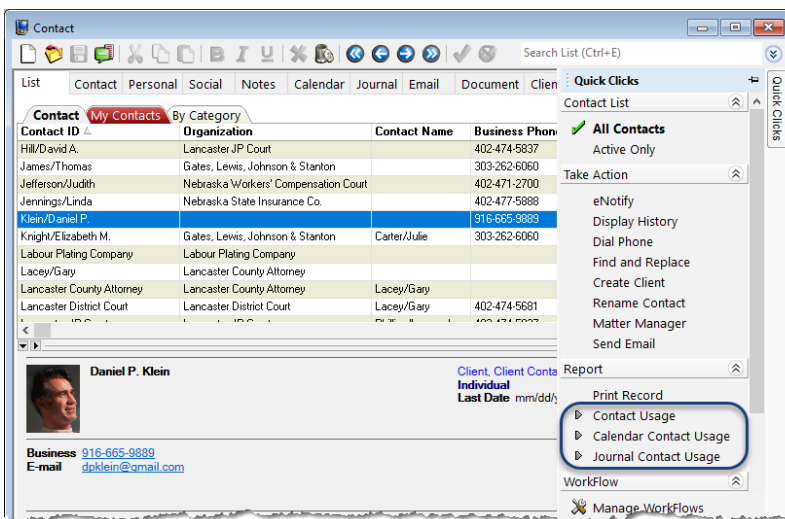 Contact
B I U
Search List (Ctrl+E)
List Contact Personal Social Notes Calendar Journal Email Document Clien
Contact My Contacts By Category
Contact ID Organization Contact Name Business Phon
Hill/David A. Lancaster JP Court 402-474-5837
James/Thomas Gates, Lewis, Johnson & Stanton 303-262-6060
Jefferson/Judith Nebraska Workers' Compensation Court 402-471-2700
Jennings/Linda Nebraska State Insurance Co. 402-477-5888
Klein/Daniel P. 916-665-9889
Knight/Elizabeth M. Gates, Lewis, Johnson & Stanton Carter/Julie 303-262-6060
Labour Plating Company Labour Plating Company
Lacey/Gary Lancaster County Attorney
Lancaster County Attorney Lancaster County Attorney Lacey/Gary
Lancaster District Court Lancaster District Court Lacey/Gary 402-474-5681
Daniel P. Klein
Client, Client Conta
Individual
Last Date mm/dd/y
Business 916-665-9889
E-mail dpklein@gmail.com
Quick Clicks
Contact List
All Contacts
Active Only
Take Action
eNotify
Display History
Dial Phone
Find and Replace
Create Client
Rename Contact
Matter Manager
Send Email
Report
Print Record
Contact Usage
Calendar Contact Usage
Journal Contact Usage
WorkFlow
Manage WorkFlows
Quick Clicks